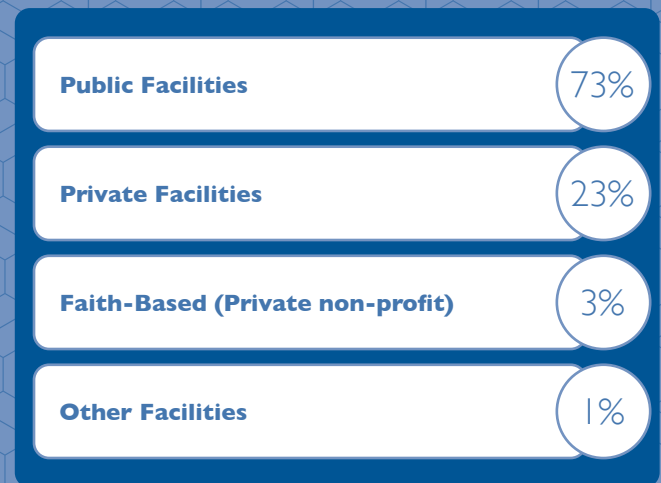 Public Facilities 73%
Private Facilities 23%
Faith-Based (Private non-profit) 3%
Other Facilities 1%